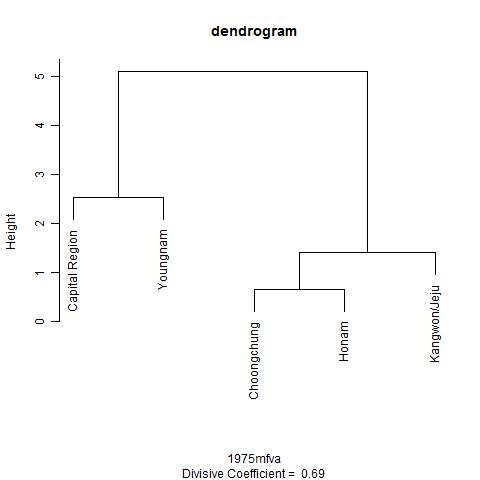 dendrogram
Height
5
4
3
2
1
0
Capital Region
Youngnam
Choongchung
Honam
Kangwon/Jeju
1975mfva
Divisive Coefficient = 0.69